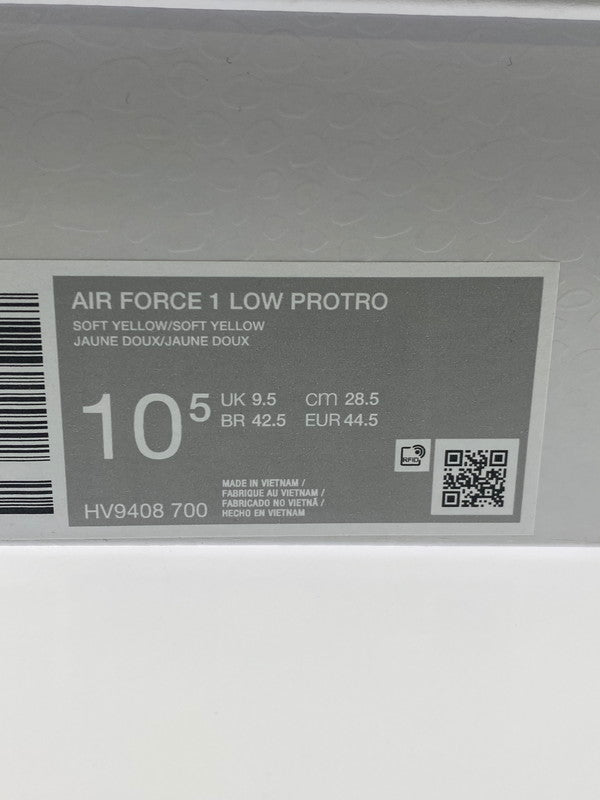 AIR FORCE 1 LOW PROTRO
SOFT YELLOW/SOFT YELLOW
JAUNE DOUX/JAUNE DOUX
10⁵
UK 9.5 cm 28.5
BR 42.5 EUR 44.5
RFID
HV9408 700
MADE IN VIETNAM /
FABRIQUE AU VIETNAM /
FABRICADO NO VIETNÃ /
HECHO EN VIETNAM